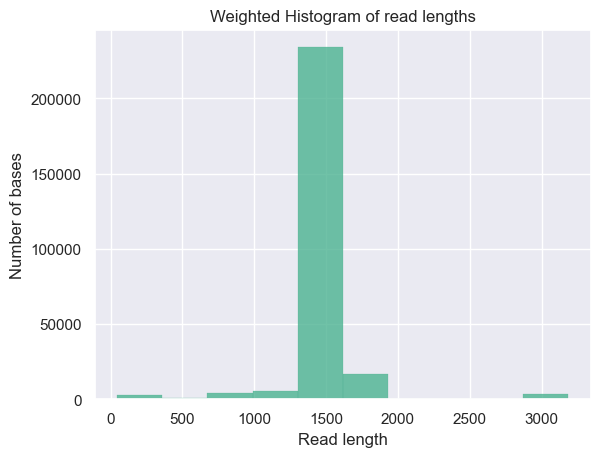 Weighted Histogram of read lengths
Number of bases
200000
150000
100000
50000
0
0 500 1000 1500 2000 2500 3000
Read length